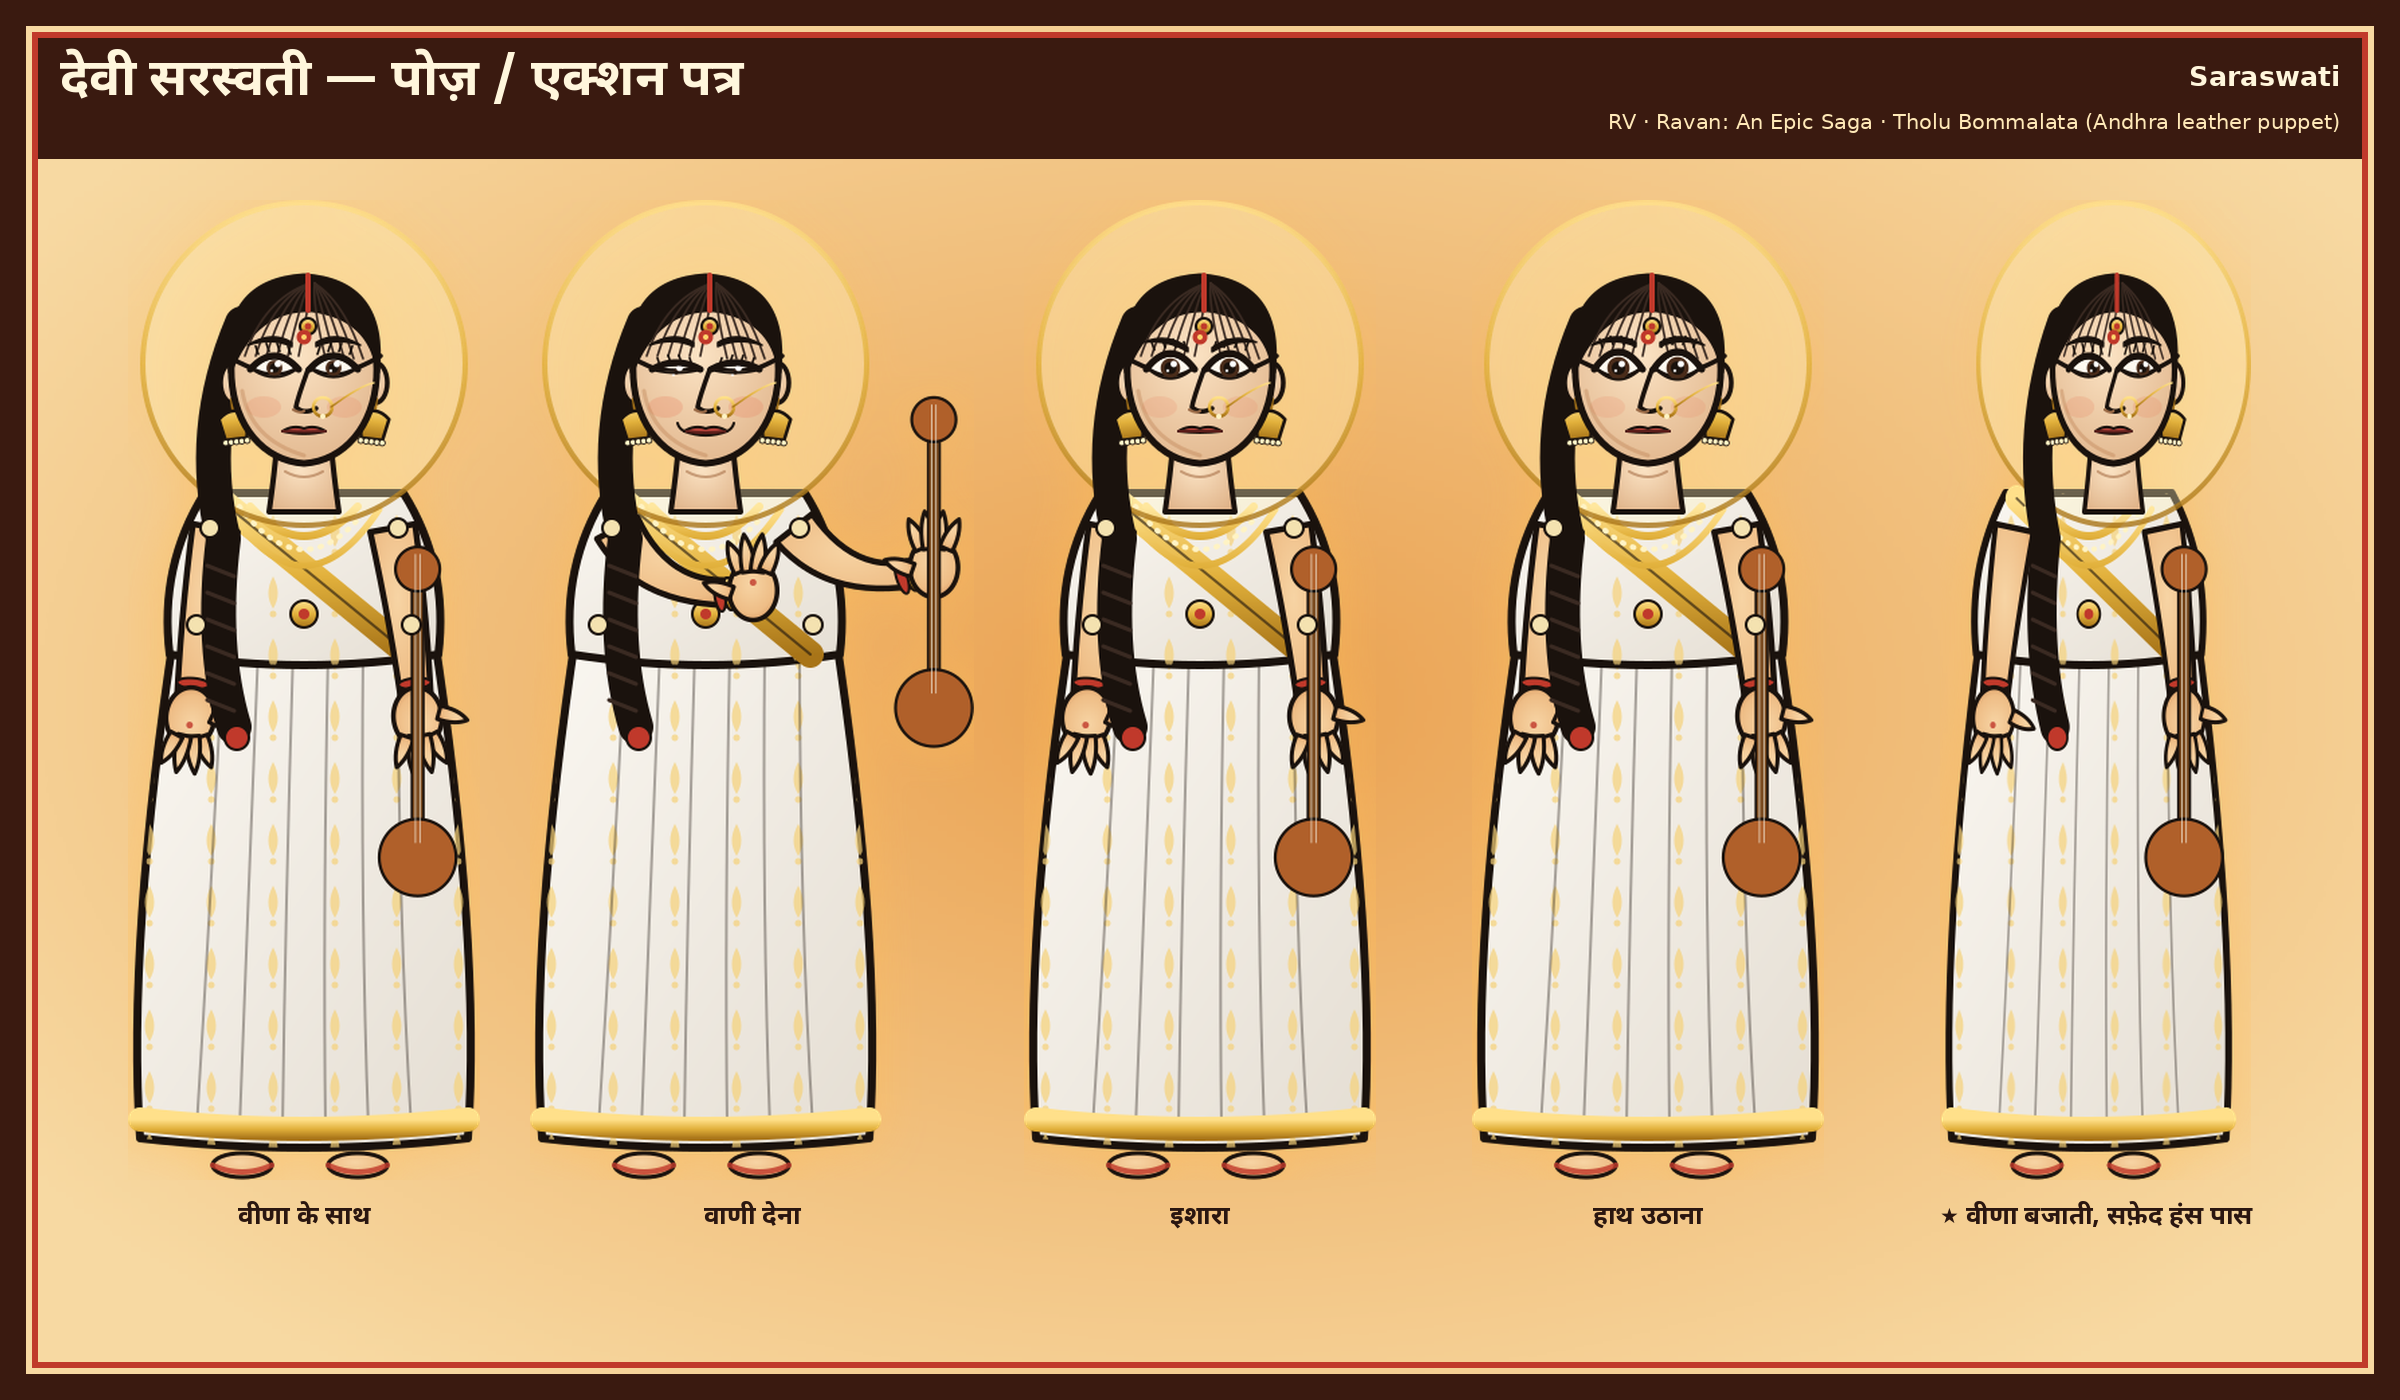 देवी सरस्वती — पोज़ / एक्शन पत्र
Saraswati
RV · Ravan: An Epic Saga · Tholu Bommalata (Andhra leather puppet)
वीणा के साथ
वाणी देना
इशारा
हाथ उठाना
★ वीणा बजाती, सफ़ेद हंस पास